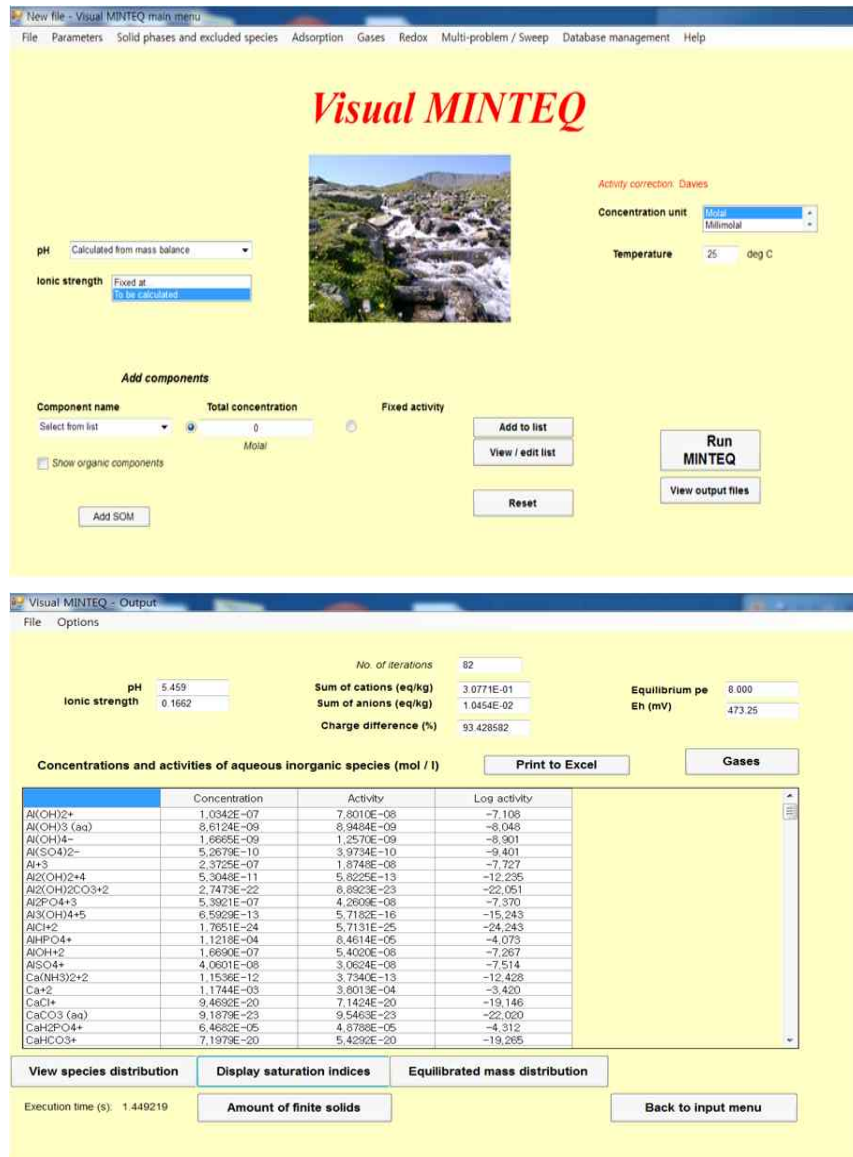 New file - Visual MINTEQ main menu
File Parameters Solid phases and excluded species Adsorption Gases Redox Multi-problem / Sweep Database management Help
Visual MINTEQ
Activity correction: Davies
Concentration unit Molal
Millimolal
pH Calculated from mass balance
Temperature 25 deg C
Ionic strength Fixed at
To be calculated
Add components
Component name Total concentration Fixed activity
Select from list 0
Molal
Show organic components
Add to list
View / edit list
Run MINTEQ
View output files
Reset
Add SOM
Visual MINTEQ - Output
File Options
No. of iterations 82
pH 5.459 Sum of cations (eq/kg) 3.0771E-01 Equilibrium pe 8.000
Ionic strength 0.1662 Sum of anions (eq/kg) 1.0454E-02 Eh (mV) 473.25
Charge difference (%) 93.428582
Concentrations and activities of aqueous inorganic species (mol / l) Print to Excel Gases
Concentration Activity Log activity
Al(OH)2+ 1,0342E-07 7,8010E-08 -7,108
Al(OH)3 (aq) 8,6124E-09 8,9484E-09 -8,048
Al(OH)4- 1,6665E-09 1,2570E-09 -8,901
Al(SO4)2- 5,2679E-10 3,9734E-10 -9,401
Al+3 2,3725E-07 1,8748E-08 -7,727
Al2(OH)2+4 5,3048E-11 5,8225E-13 -12,235
Al2(OH)2CO3+2 2,7473E-22 8,8923E-23 -22,051
Al2PO4+3 5,3921E-07 4,2609E-08 -7,370
Al3(OH)4+5 6,5929E-13 5,7182E-16 -15,243
AlCl+2 1,7651E-24 5,7131E-25 -24,243
AlHPO4+ 1,1218E-04 8,4614E-05 -4,073
AlOH+2 1,6690E-07 5,4020E-08 -7,267
AlSO4+ 4,0601E-08 3,0624E-08 -7,514
Ca(NH3)2+2 1,1536E-12 3,7340E-13 -12,428
Ca+2 1,1744E-03 3,8013E-04 -3,420
CaCl+ 9,4692E-20 7,1424E-20 -19,146
CaCO3 (aq) 9,1879E-23 9,5463E-23 -22,020
CaH2PO4+ 6,4682E-05 4,8788E-05 -4,312
CaHCO3+ 7,1979E-20 5,4292E-20 -19,265
View species distribution Display saturation indices Equilibrated mass distribution
Execution time (s): 1.449219 Amount of finite solids Back to input menu